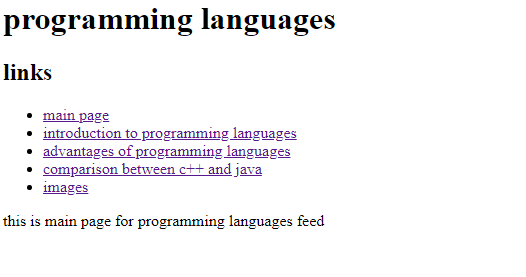 programming languages
links
main page
introduction to programming languages
advantages of programming languages
comparison between c++ and java
images
this is main page for programming languages feed